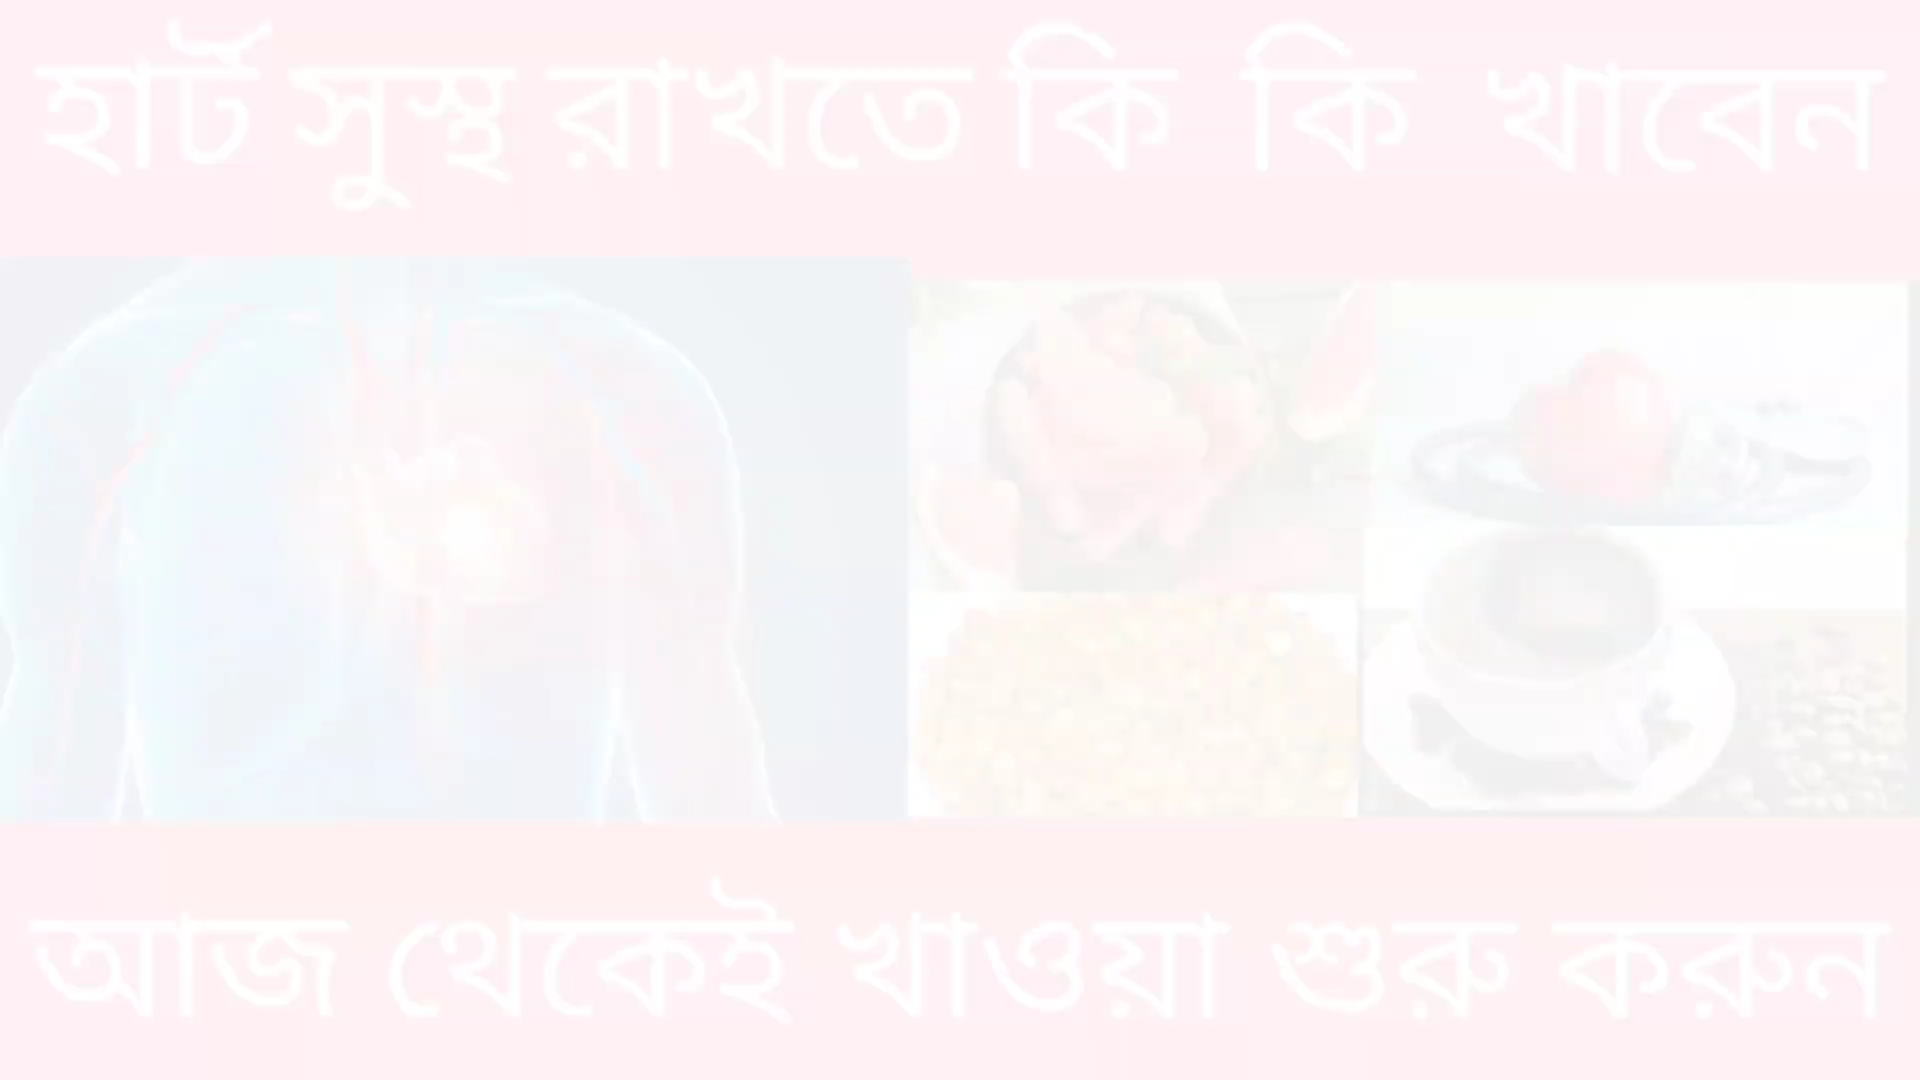 হার্ট সুস্থ রাখতে কি কি খাবেন
আজ থেকেই খাওয়া শুরু করুন